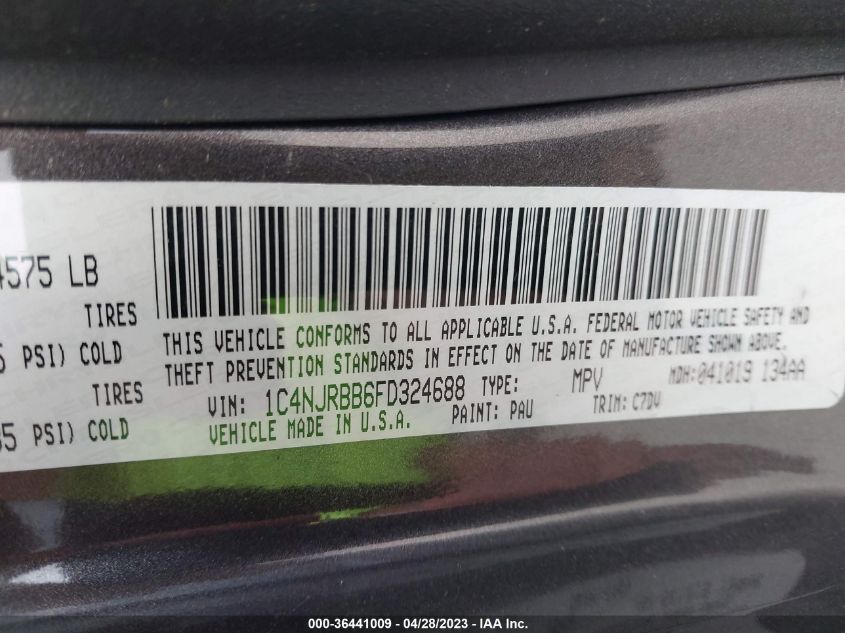 4575 LB
TIRES
5 PSI) COLD
TIRES
35 PSI) COLD
THIS VEHICLE CONFORMS TO ALL APPLICABLE U.S.A. FEDERAL MOTOR VEHICLE SAFETY AND
THEFT PREVENTION STANDARDS IN EFFECT ON THE DATE OF MANUFACTURE SHOWN ABOVE.
VIN: 1C4NJRBB6FD324688 TYPE: MPV MDH:041019 134AA
VEHICLE MADE IN U.S.A. PAINT: PAU TRIM: C7DV
000-36441009 / 04/28/2023 - IAA Inc.